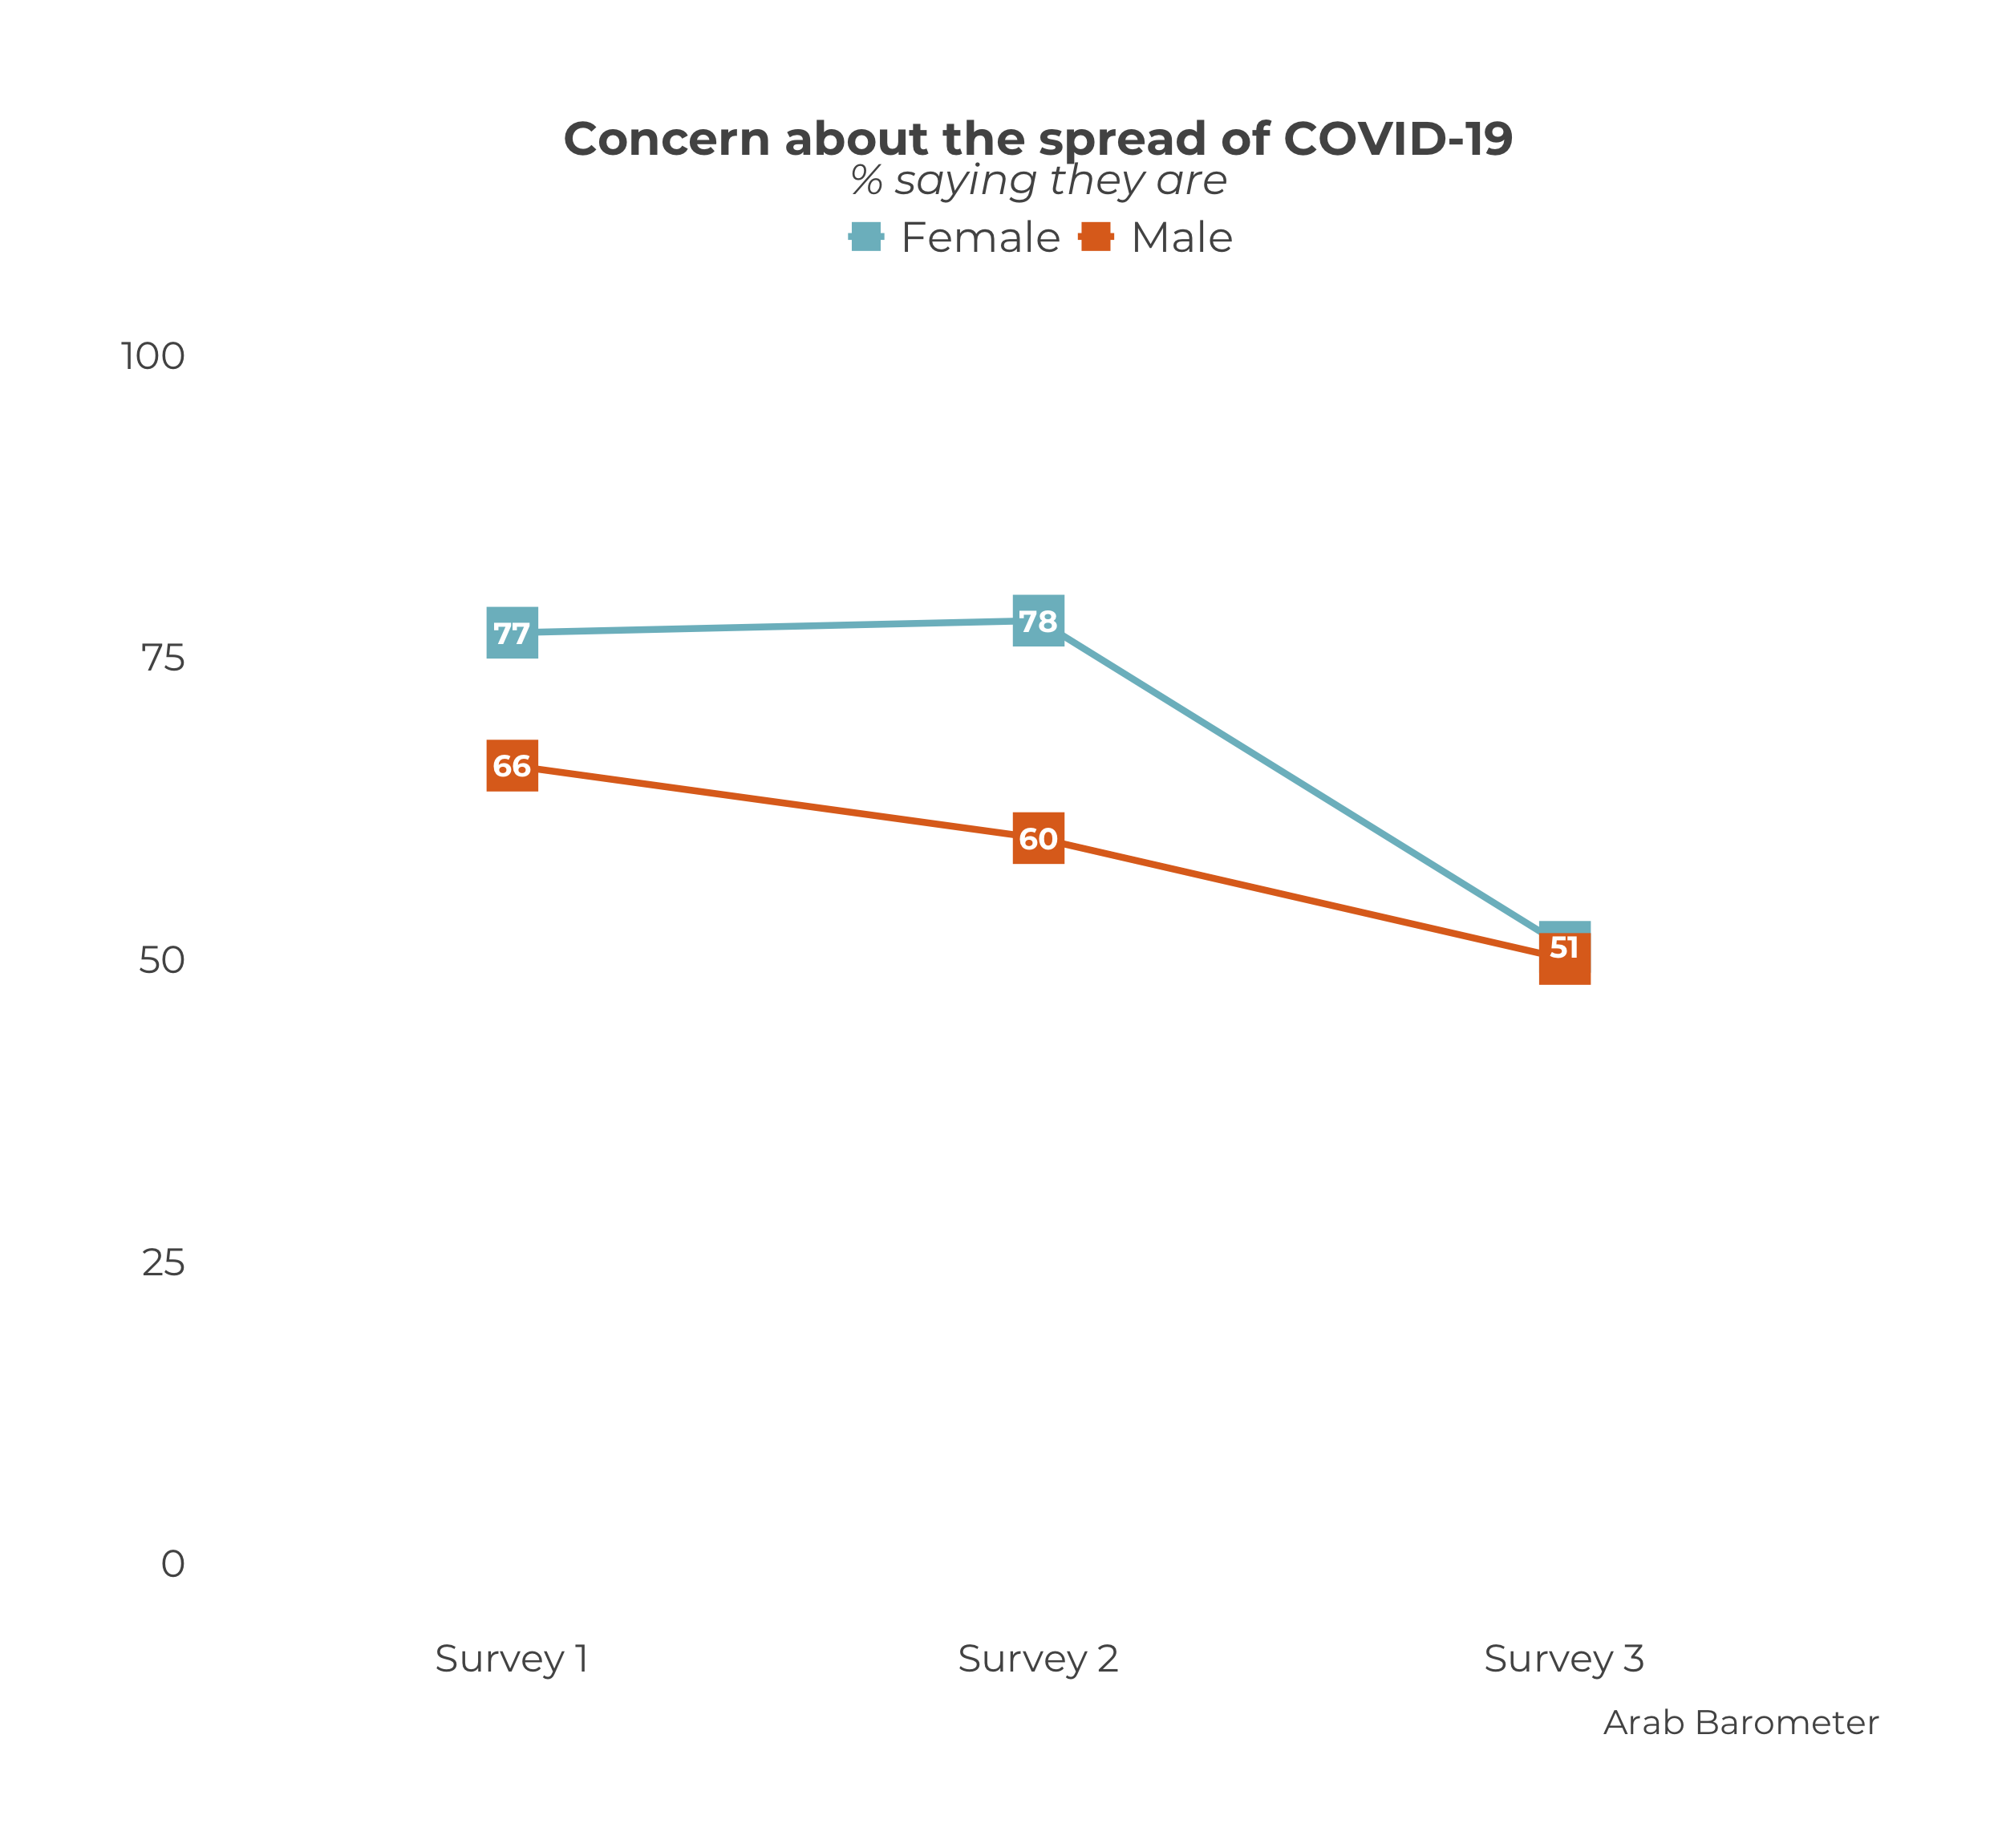 Concern about the spread of COVID-19
% saying they are
Female Male
100
75
50
25
0
77
78
66
60
51
Survey 1 Survey 2 Survey 3
Arab Barometer